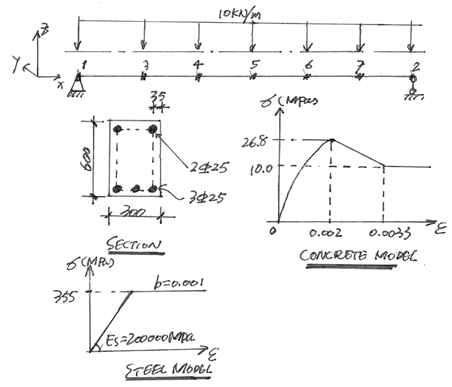 10KN/m
Z
Y
x
1
3
4
5
6
7
2
35
600
2Φ25
3Φ25
300
SECTION
σ(MPa)
26.8
10.0
0
0.002
0.0033
ε
CONCRETE MODEL
σ(MPa)
355
b=0.001
Es=200000MPa
ε
STEEL MODEL